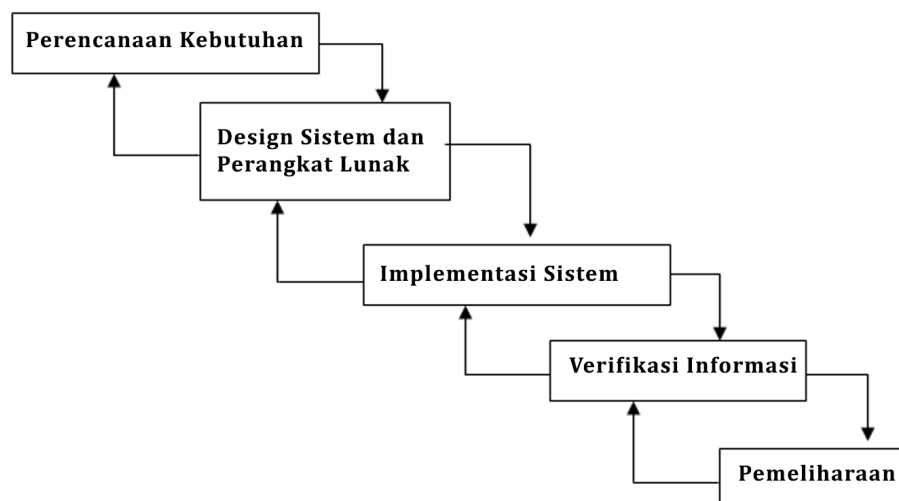 Perencanaan Kebutuhan
Design Sistem dan
Perangkat Lunak
Implementasi Sistem
Verifikasi Informasi
Pemeliharaan